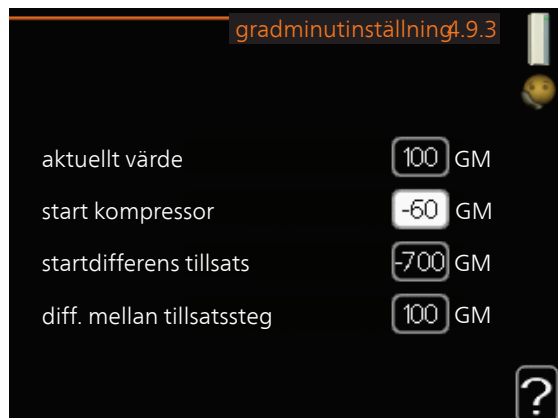 gradminutinställning 4.9.3
aktuellt värde 100 GM
start kompressor -60 GM
startdifferens tillsats -700 GM
diff. mellan tillsatssteg 100 GM
?